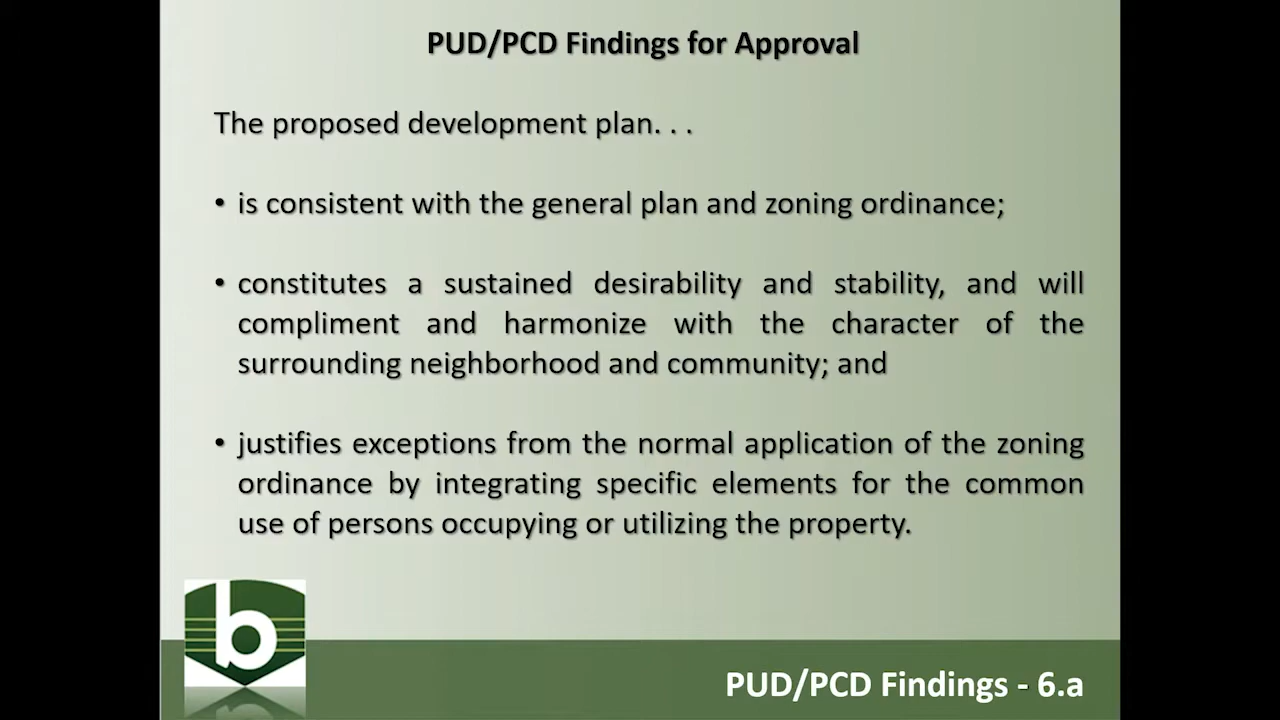 PUD/PCD Findings for Approval
The proposed development plan. . .
• is consistent with the general plan and zoning ordinance;
• constitutes a sustained desirability and stability, and will
compliment and harmonize with the character of the
surrounding neighborhood and community; and
• justifies exceptions from the normal application of the zoning
ordinance by integrating specific elements for the common
use of persons occupying or utilizing the property.
b
PUD/PCD Findings - 6.a